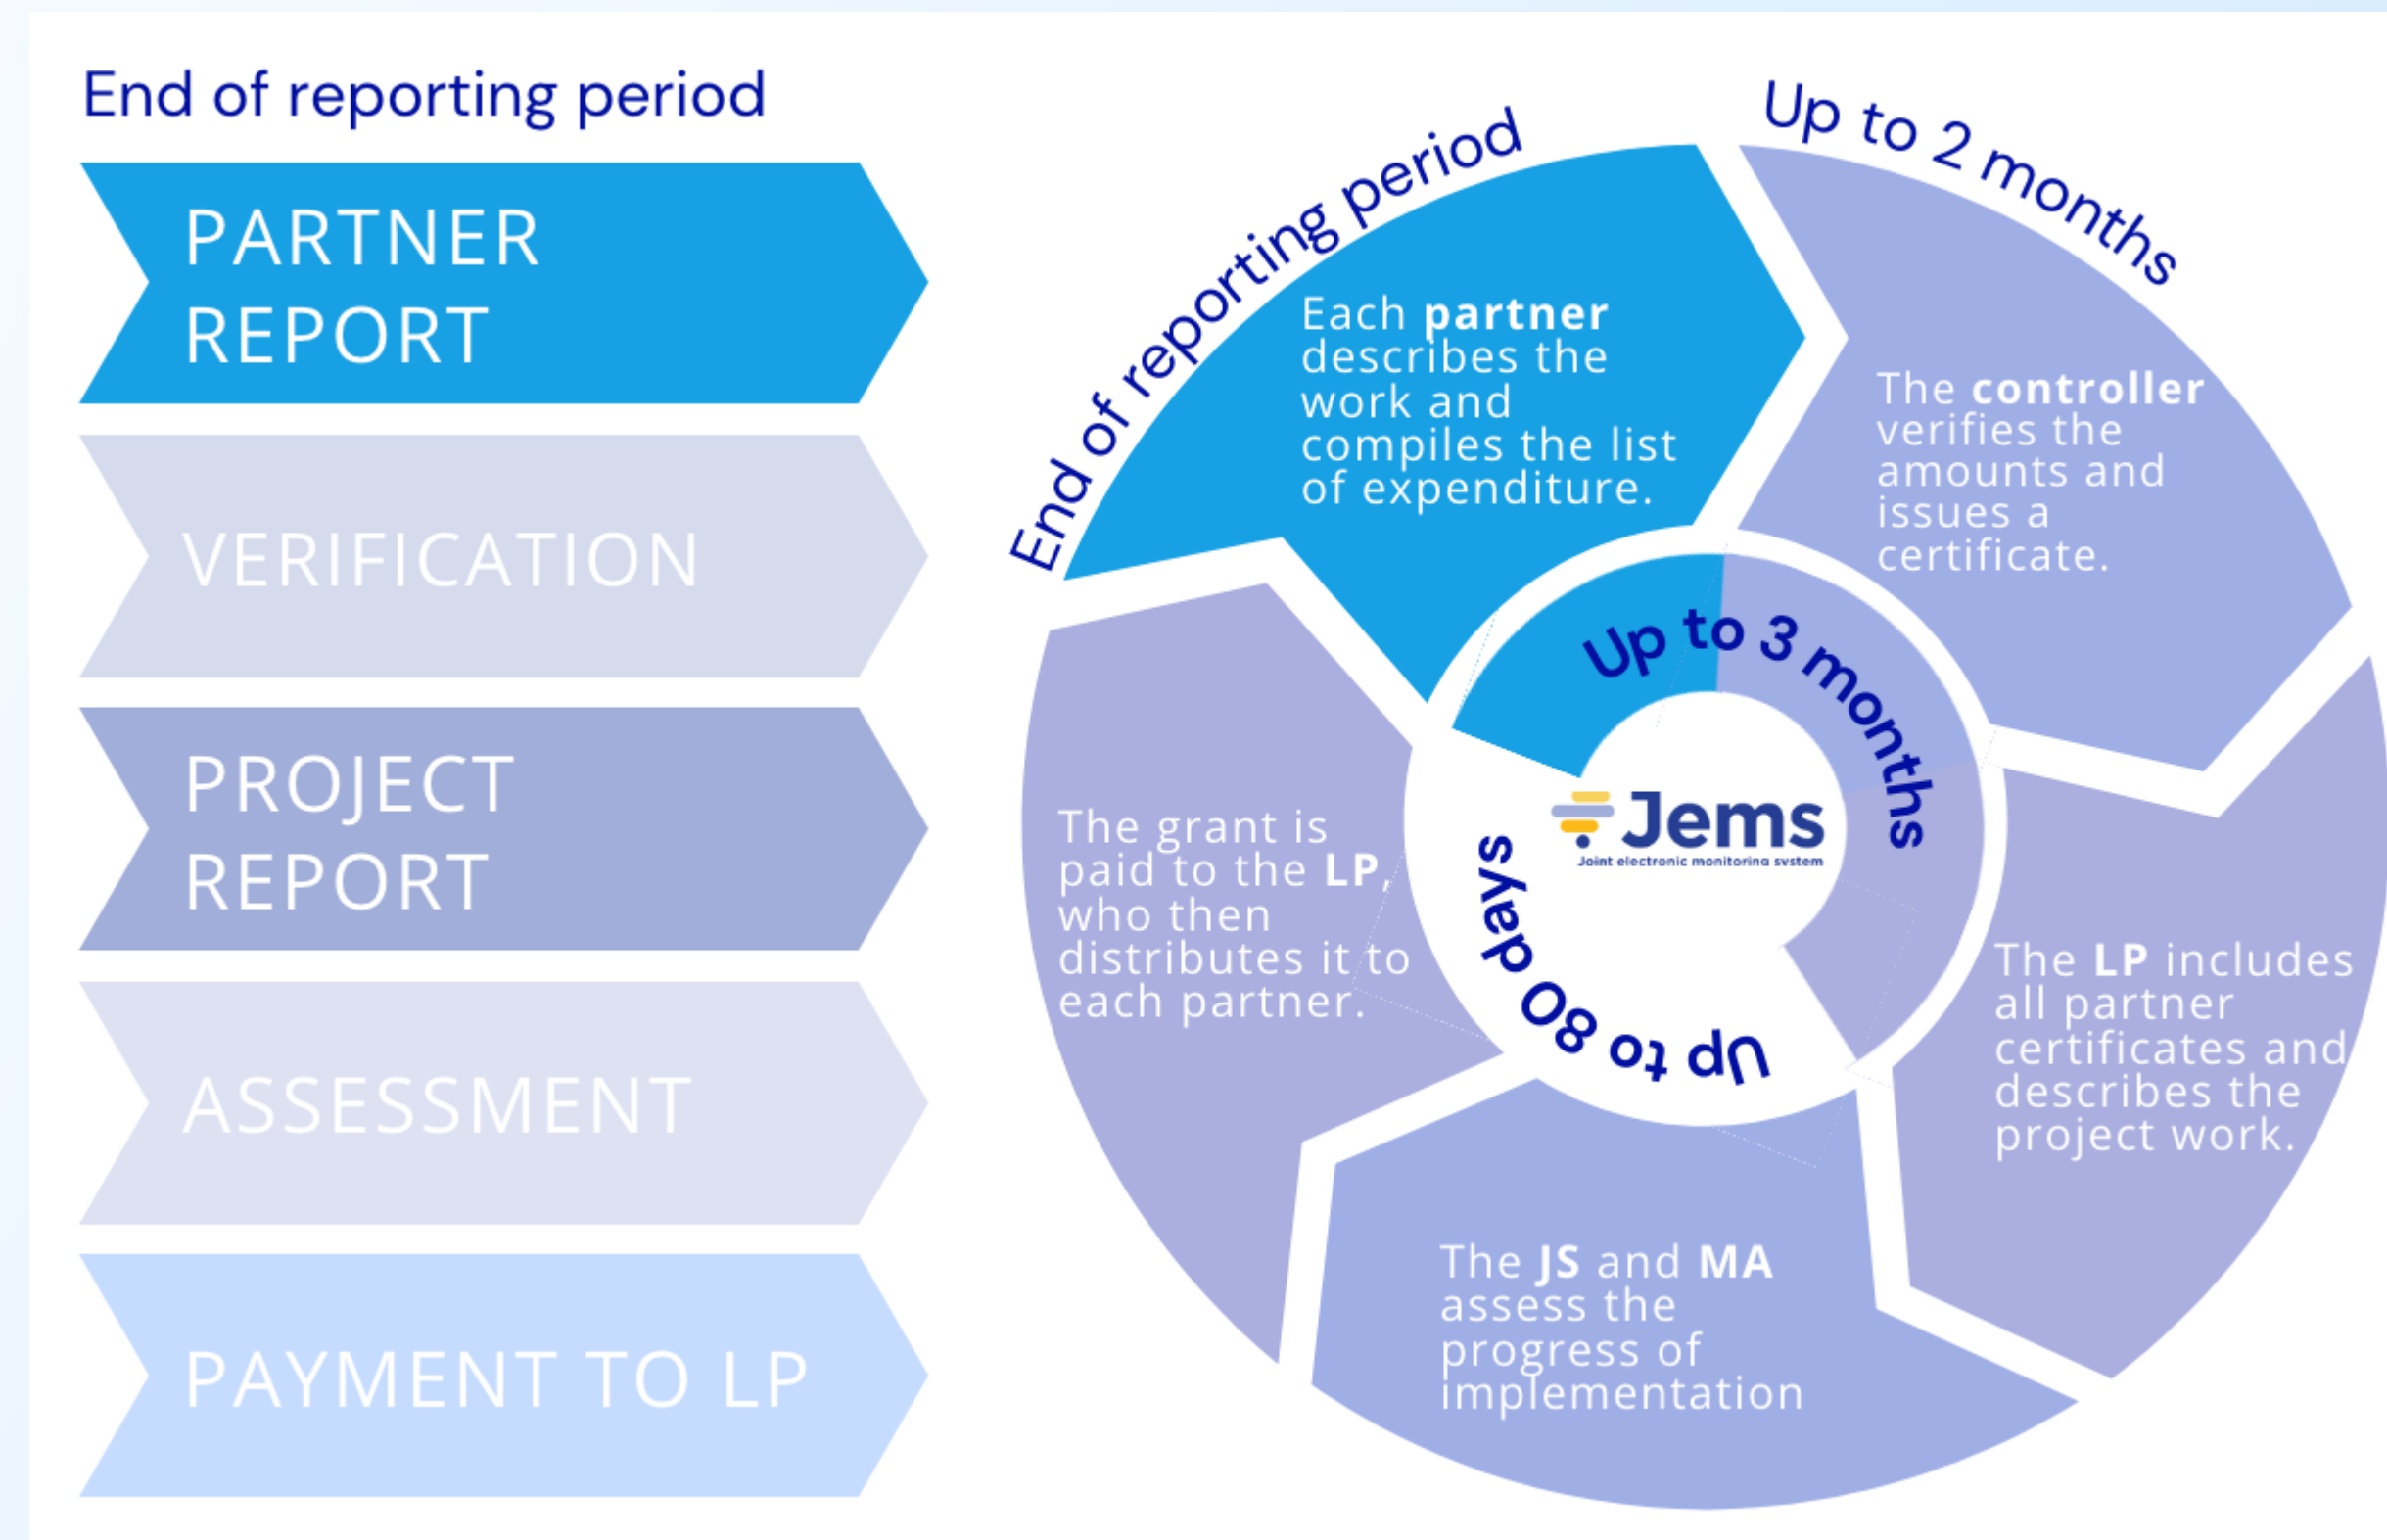 End of reporting period
PARTNER
REPORT
VERIFICATION
PROJECT
REPORT
ASSESSMENT
PAYMENT TO LP
End of reporting period
Each partner
describes the
work and
compiles the list
of expenditure.
Up to 2 months
The controller
verifies the
amounts and
issues a
certificate.
The LP includes
all partner
certificates and
describes the
project work.
The JS and MA
assess the
progress of
implementation
The grant is
paid to the LP,
who then
distributes it to
each partner.
Up to 3 months
Up to 80 days
Jems
Joint electronic monitoring system